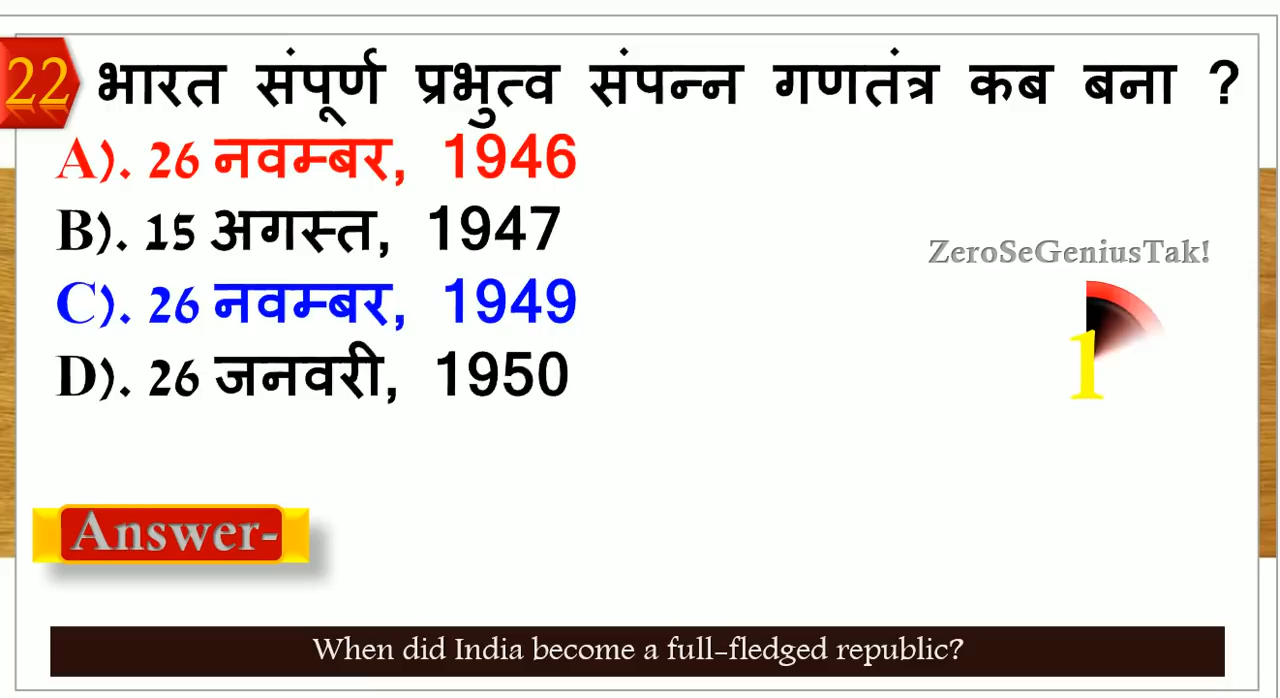 22 भारत संपूर्ण प्रभुत्व संपन्न गणतंत्र कब बना ?
A). 26 नवम्बर, 1946
B). 15 अगस्त, 1947
ZeroSeGeniusTak!
C). 26 नवम्बर, 1949
1
D). 26 जनवरी, 1950
Answer-
When did India become a full-fledged republic?